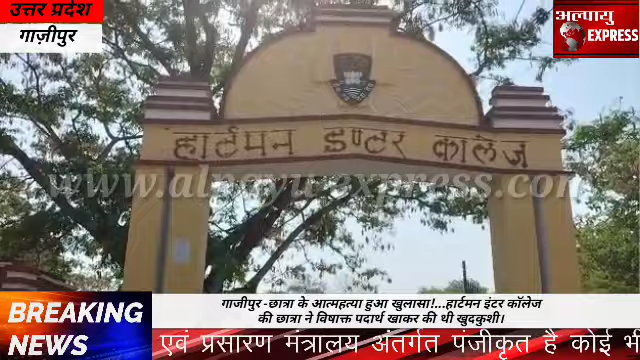 उत्तर प्रदेश
गाज़ीपुर
अल्पायु
EXPRESS
हार्टमन इण्टर कालेज
www.alpayuexpress.com
BREAKING
NEWS
गाजीपुर -छात्रा के आत्महत्या हुआ खुलासा!...हार्टमन इंटर कॉलेज
की छात्रा ने विषाक्त पदार्थ खाकर की थी खुदकुशी।
एवं प्रसारण मंत्रालय अंतर्गत पंजीकृत है कोई भी